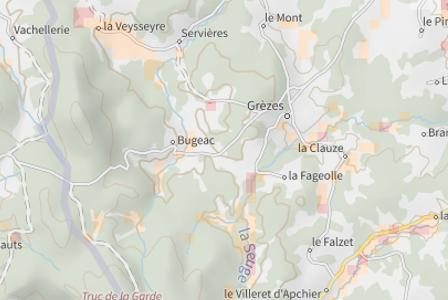 le Mont
Vachellerie
la Veysseyre
Servières
Grèzes
Bugeac
la Clauze
la Fageolle
la Seuge
le Falzet
Truc de la Garde
le Villeret d'Apchier